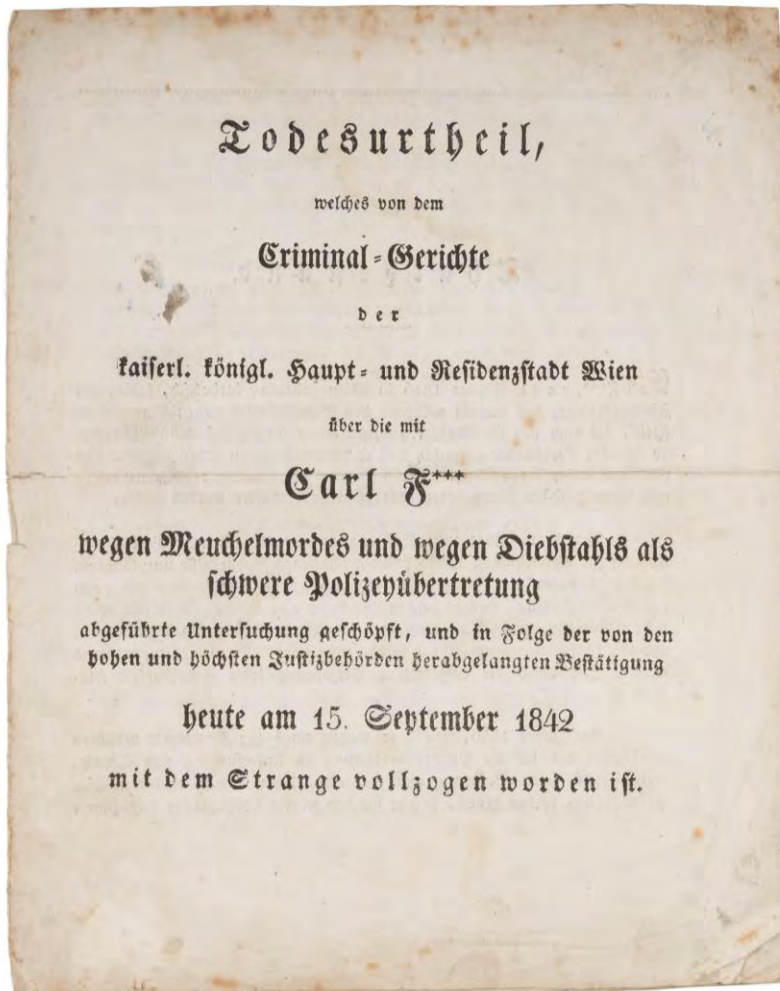 Todesurtheil,
welches von dem
Criminal-Gerichte
der
kaiserl. königl. Haupt- und Residenzstadt Wien
über die mit
Carl F***
wegen Meuchelmordes und wegen Diebstahls als
schwere Polizeyübertretung
abgeführte Untersuchung geschöpft, und in Folge der von den
hohen und höchsten Justizbehörden herabgelangten Bestätigung
heute am 15. September 1842
mit dem Strange vollzogen worden ist.